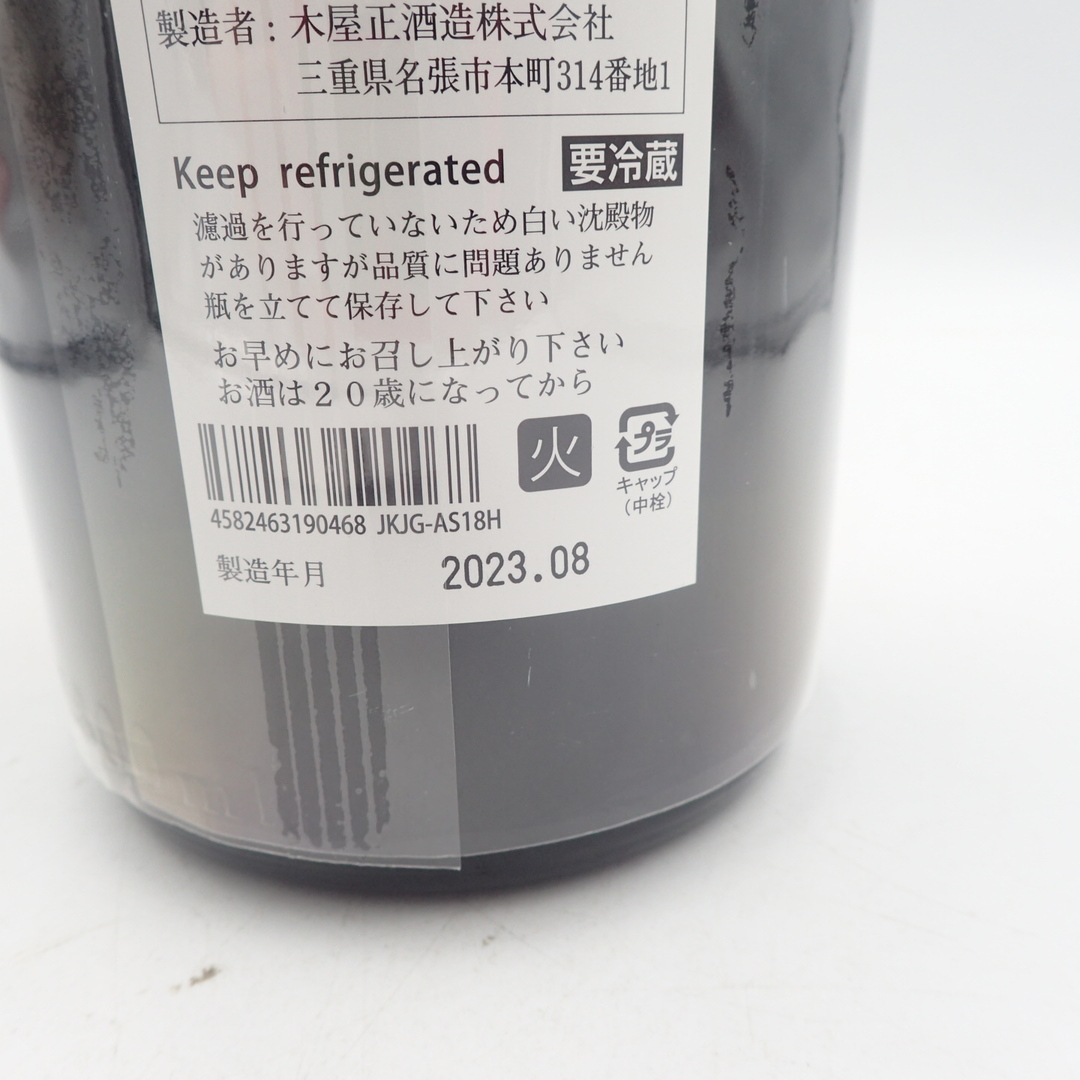 製造者：木屋正酒造株式会社
三重県名張市本町314番地1
Keep refrigerated 要冷蔵
濾過を行っていないため白い沈殿物
がありますが品質に問題ありません
瓶を立てて保存して下さい
お早めにお召し上がり下さい
お酒は２０歳になってから
火
プラ
キャップ
（中栓）
4582463190468 JKJG-AS18H
製造年月 2023.08